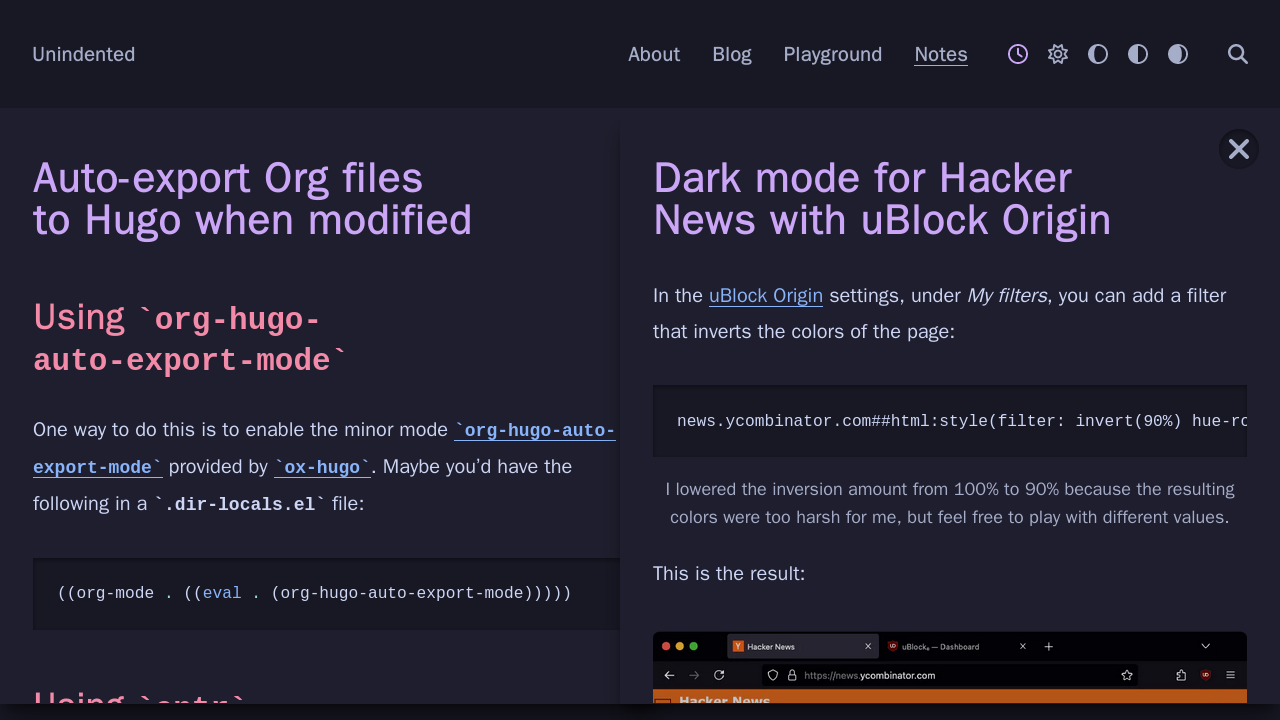 Unindented
About
Blog
Playground
Notes
Auto-export Org files
to Hugo when modified
Using `org-hugo-
auto-export-mode`
One way to do this is to enable the minor mode `org-hugo-auto-
export-mode` provided by `ox-hugo`. Maybe you’d have the
following in a `.dir-locals.el` file:
((org-mode . ((eval . (org-hugo-auto-export-mode)))))
Using `entr`
Dark mode for Hacker
News with uBlock Origin
In the uBlock Origin settings, under My filters, you can add a filter
that inverts the colors of the page:
news.ycombinator.com##html:style(filter: invert(90%) hue-ro
I lowered the inversion amount from 100% to 90% because the resulting
colors were too harsh for me, but feel free to play with different values.
This is the result:
Hacker News
uBlock₀ — Dashboard
https://news.ycombinator.com
Hacker News